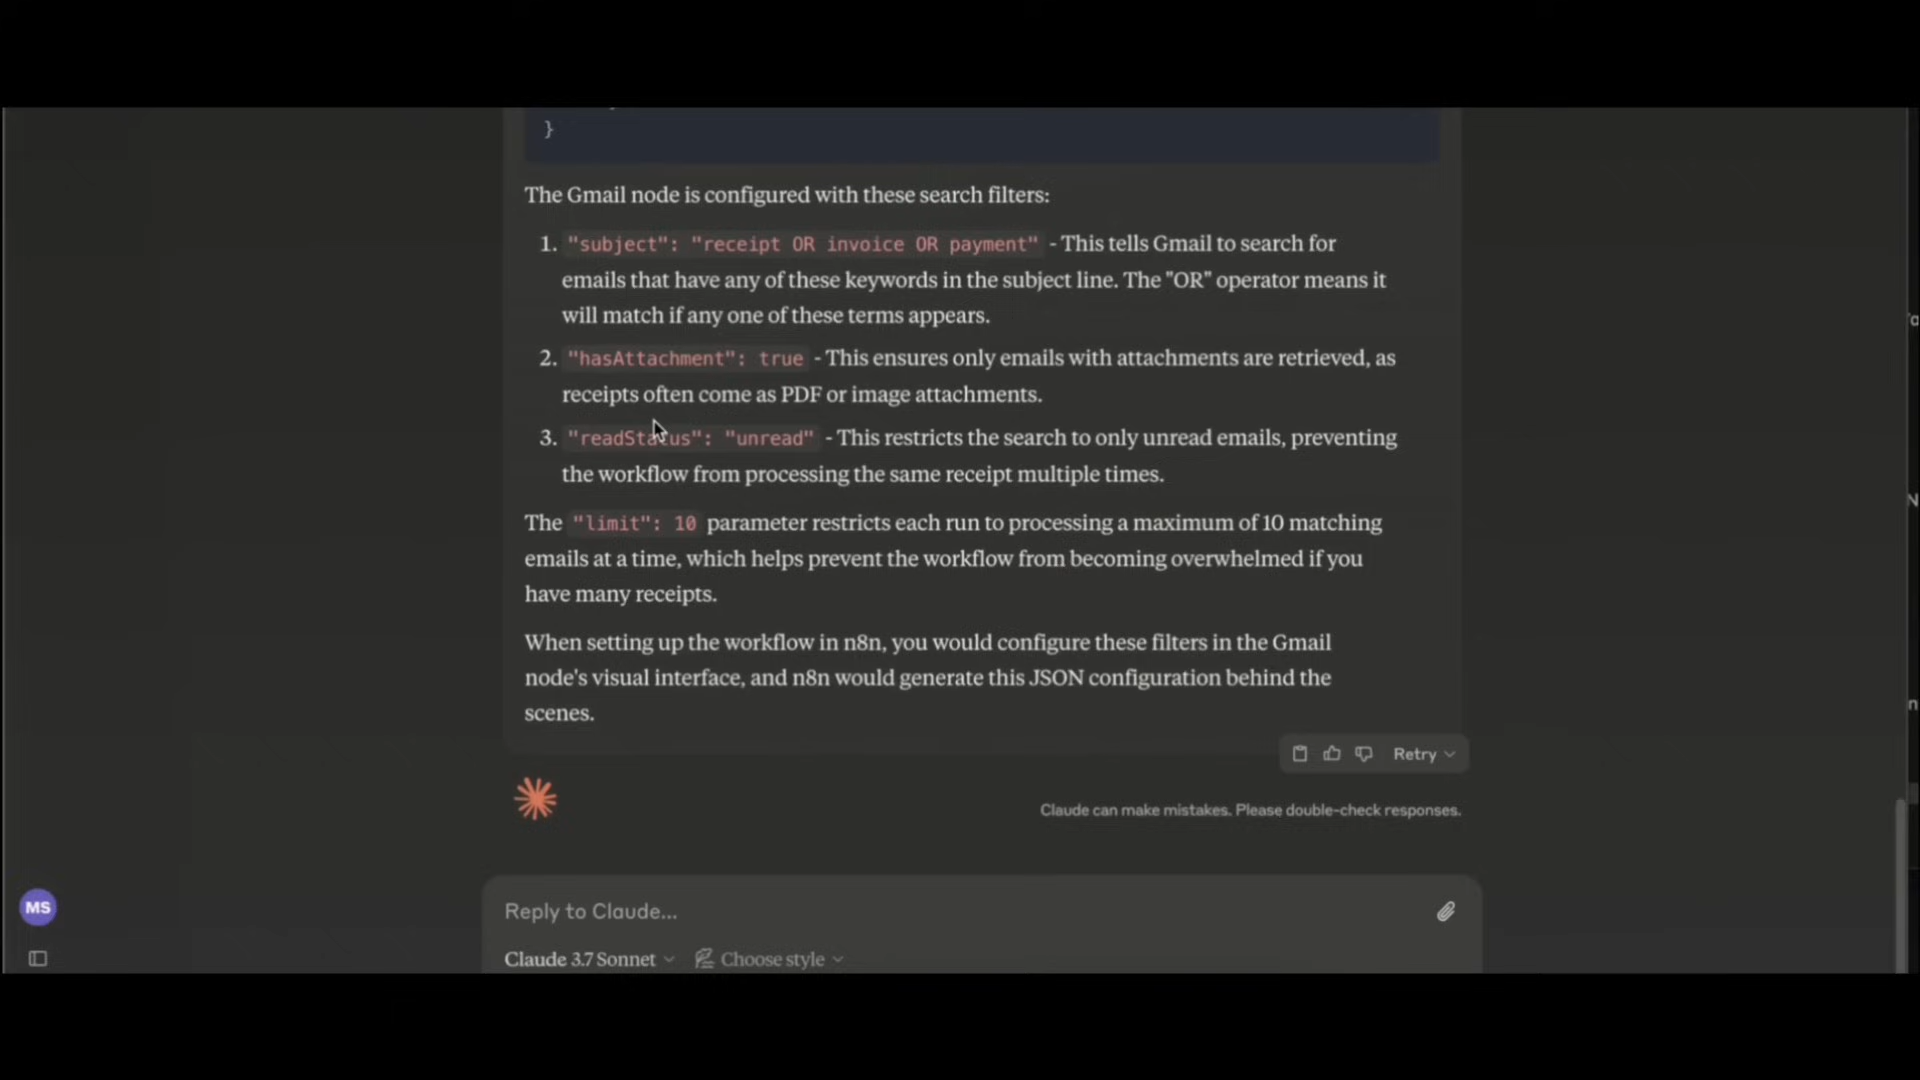 }
The Gmail node is configured with these search filters:
1. "subject": "receipt OR invoice OR payment" - This tells Gmail to search for
emails that have any of these keywords in the subject line. The "OR" operator means it
will match if any one of these terms appears.
2. "hasAttachment": true - This ensures only emails with attachments are retrieved, as
receipts often come as PDF or image attachments.
3. "readStatus": "unread" - This restricts the search to only unread emails, preventing
the workflow from processing the same receipt multiple times.
The "limit": 10 parameter restricts each run to processing a maximum of 10 matching
emails at a time, which helps prevent the workflow from becoming overwhelmed if you
have many receipts.
When setting up the workflow in n8n, you would configure these filters in the Gmail
node's visual interface, and n8n would generate this JSON configuration behind the
scenes.
Retry
Claude can make mistakes. Please double-check responses.
MS
Reply to Claude...
Claude 3.7 Sonnet Choose style